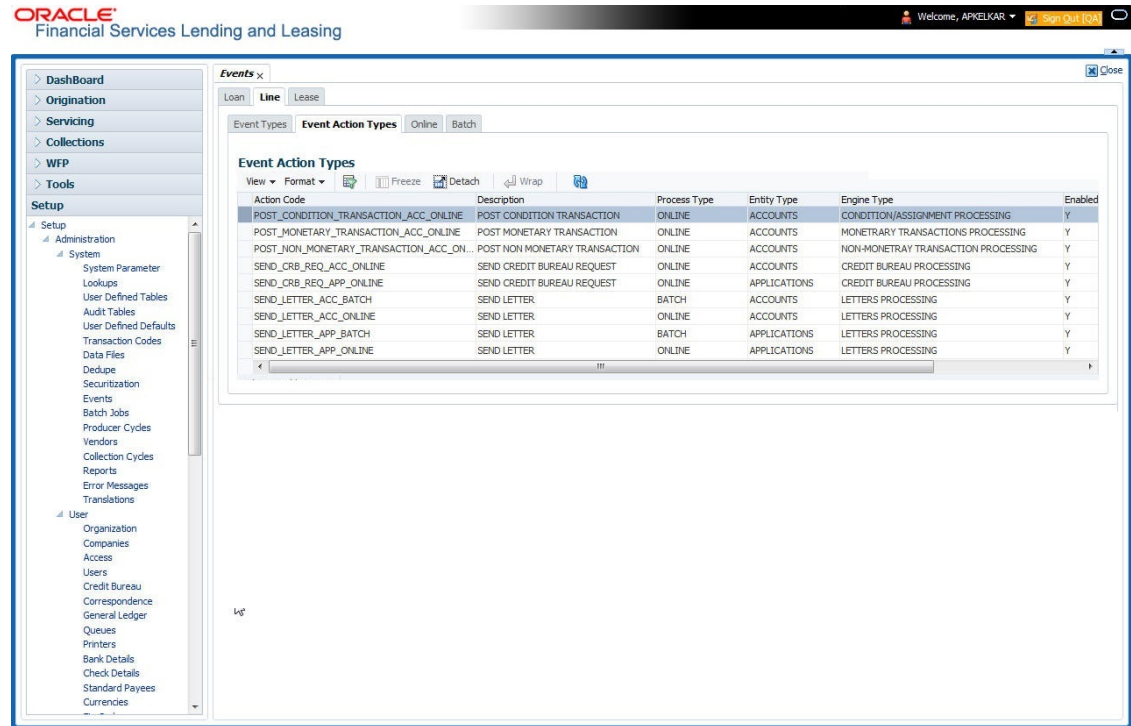 ORACLE
Financial Services Lending and Leasing
Welcome, APKELKAR
Sign Out [QA]
DashBoard
Origination
Servicing
Collections
WFP
Tools
Setup
Setup
Administration
System
System Parameter
Lookups
User Defined Tables
Audit Tables
User Defined Defaults
Transaction Codes
Data Files
Dedupe
Securitization
Events
Batch Jobs
Producer Cycles
Vendors
Collection Cycles
Reports
Error Messages
Translations
User
Organization
Companies
Access
Users
Credit Bureau
Correspondence
General Ledger
Queues
Printers
Bank Details
Check Details
Standard Payees
Currencies
Events
Close
Loan Line Lease
Event Types Event Action Types Online Batch
Event Action Types
View Format Freeze Detach Wrap
Action Code Description Process Type Entity Type Engine Type Enabled
POST_CONDITION_TRANSACTION_ACC_ONLINE POST CONDITION TRANSACTION ONLINE ACCOUNTS CONDITION/ASSIGNMENT PROCESSING Y
POST_MONETARY_TRANSACTION_ACC_ONLINE POST MONETARY TRANSACTION ONLINE ACCOUNTS MONETRARY TRANSACTIONS PROCESSING Y
POST_NON_MONETARY_TRANSACTION_ACC_ON... POST NON MONETARY TRANSACTION ONLINE ACCOUNTS NON-MONETRAY TRANSACTION PROCESSING Y
SEND_CRB_REQ_ACC_ONLINE SEND CREDIT BUREAU REQUEST ONLINE ACCOUNTS CREDIT BUREAU PROCESSING Y
SEND_CRB_REQ_APP_ONLINE SEND CREDIT BUREAU REQUEST ONLINE APPLICATIONS CREDIT BUREAU PROCESSING Y
SEND_LETTER_ACC_BATCH SEND LETTER BATCH ACCOUNTS LETTERS PROCESSING Y
SEND_LETTER_ACC_ONLINE SEND LETTER ONLINE ACCOUNTS LETTERS PROCESSING Y
SEND_LETTER_APP_BATCH SEND LETTER BATCH APPLICATIONS LETTERS PROCESSING Y
SEND_LETTER_APP_ONLINE SEND LETTER ONLINE APPLICATIONS LETTERS PROCESSING Y